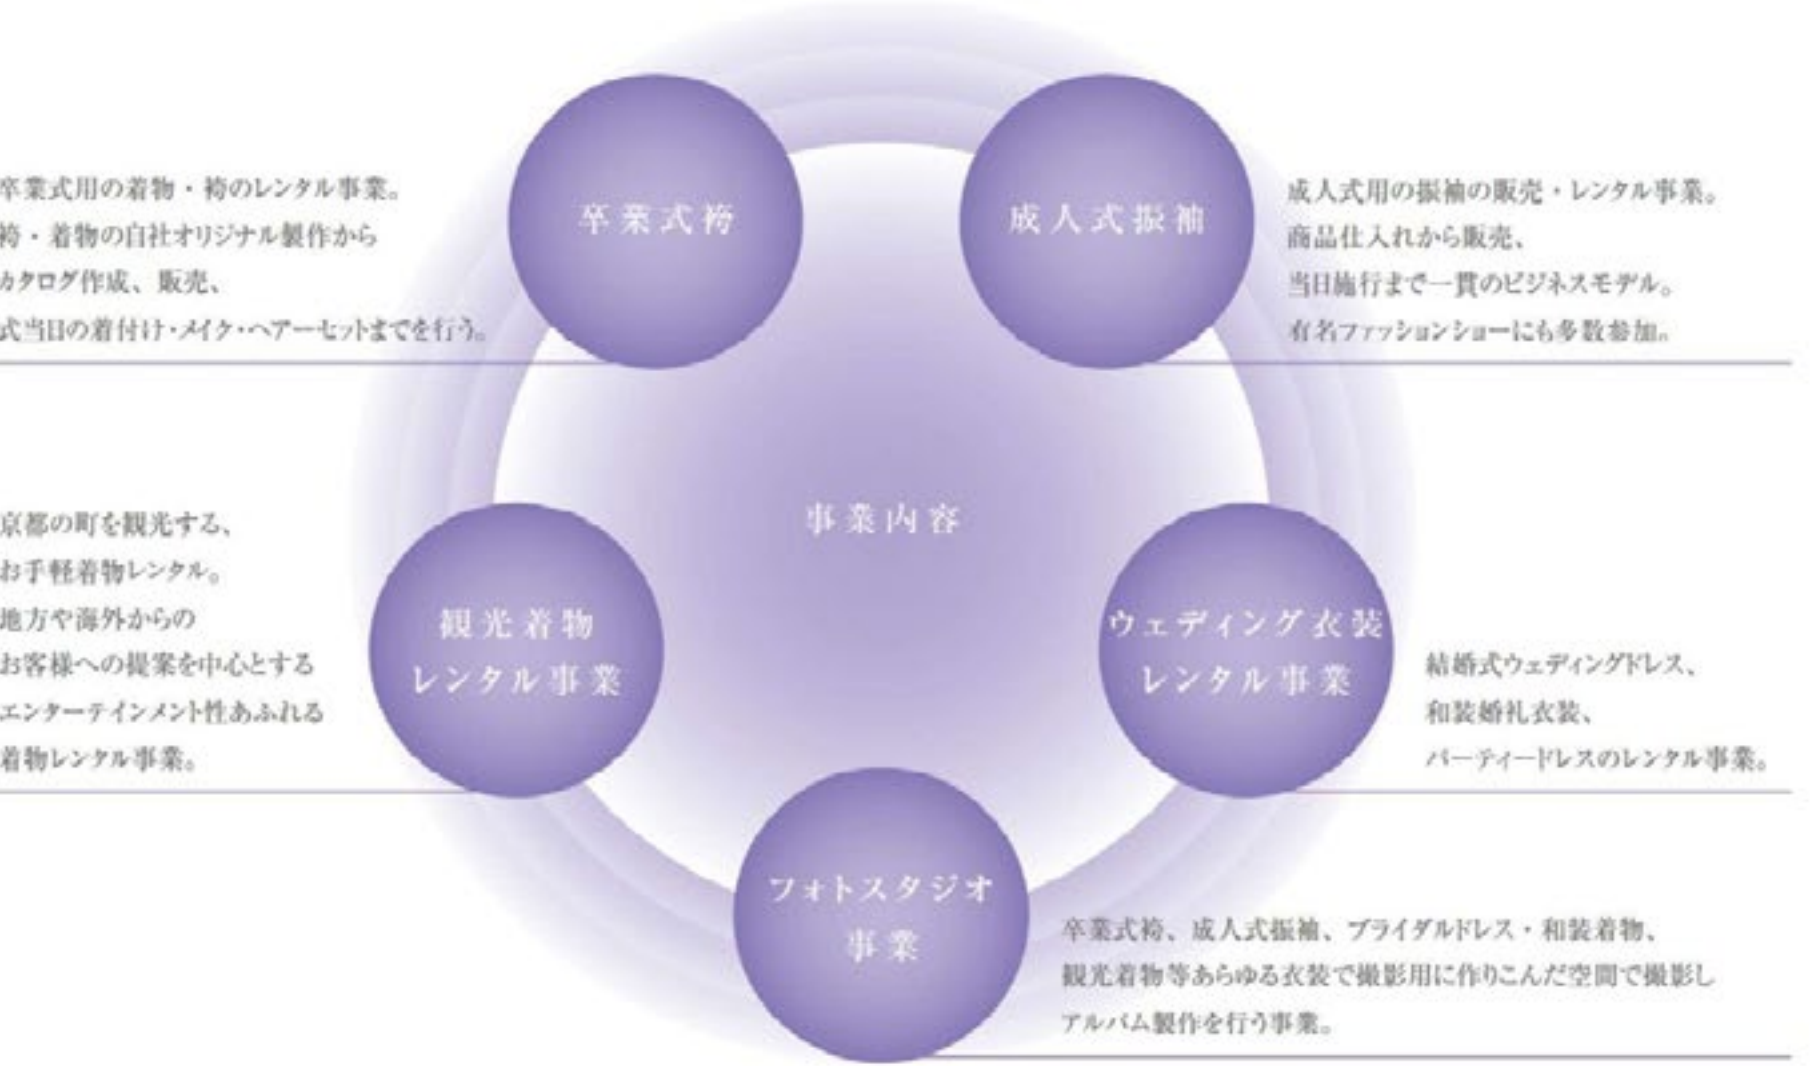 卒業式袴
卒業式用の着物・袴のレンタル事業。
袴・着物の自社オリジナル製作から
カタログ作成、販売、
式当日の着付け・メイク・ヘアーセットまでを行う。
成人式振袖
成人式用の振袖の販売・レンタル事業。
商品仕入れから販売、
当日施行まで一貫のビジネスモデル。
有名ファッションショーにも多数参加。
事業内容
観光着物
レンタル事業
京都の町を観光する、
お手軽着物レンタル。
地方や海外からの
お客様への提案を中心とする
エンターテインメント性あふれる
着物レンタル事業。
ウェディング衣装
レンタル事業
結婚式ウェディングドレス、
和装婚礼衣装、
パーティードレスのレンタル事業。
フォトスタジオ
事業
卒業式袴、成人式振袖、ブライダルドレス・和装着物、
観光着物等あらゆる衣装で撮影用に作りこんだ空間で撮影し
アルバム製作を行う事業。